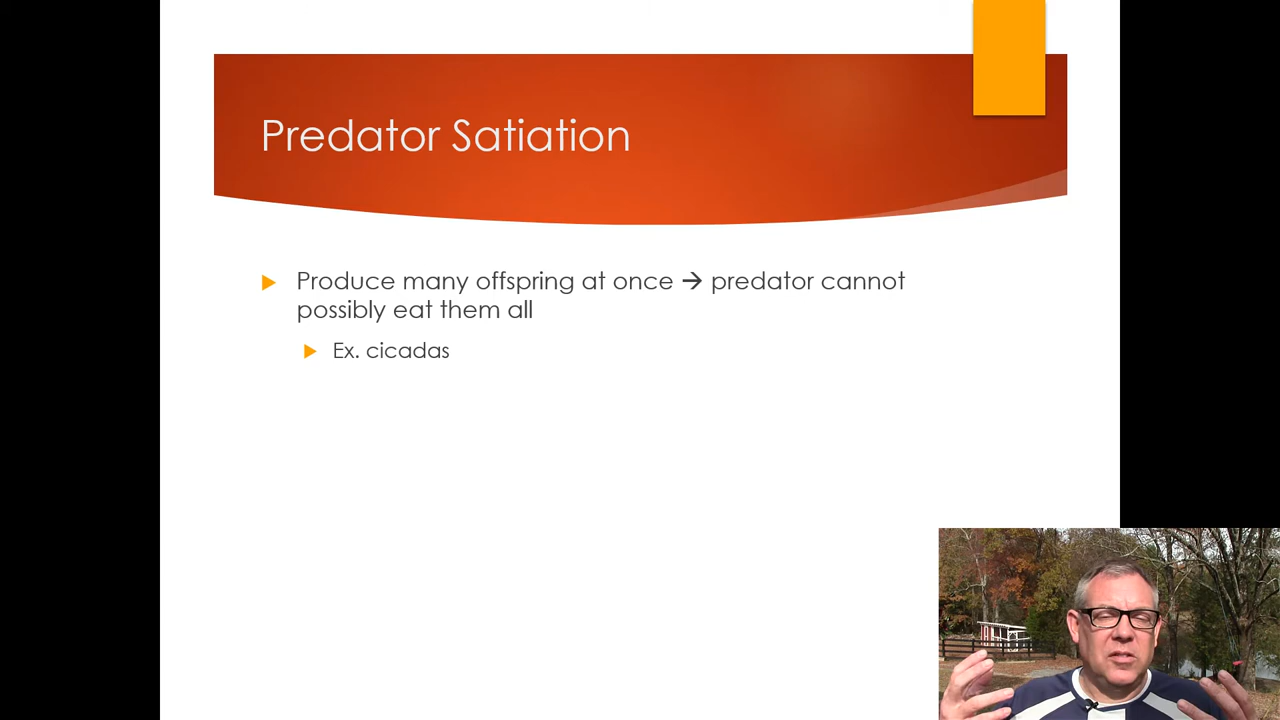 Predator Satiation
Produce many offspring at once → predator cannot
possibly eat them all
Ex. cicadas